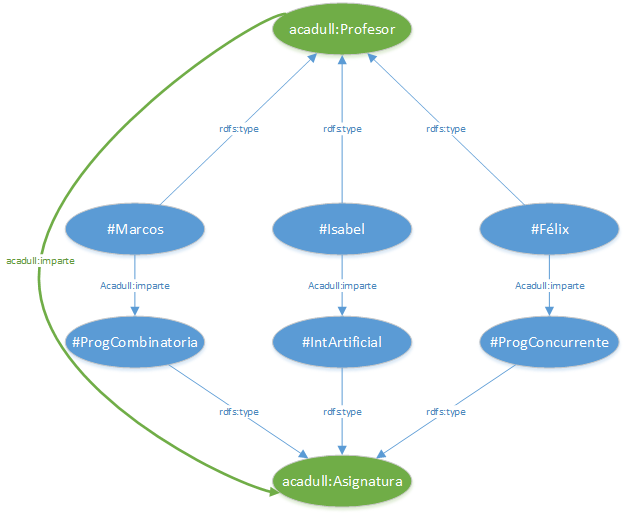 acadull:Profesor
rdfs:type
rdfs:type
rdfs:type
#Marcos
#Isabel
#Félix
acadull:imparte
Acadull:imparte
Acadull:imparte
Acadull:imparte
#ProgCombinatoria
#IntArtificial
#ProgConcurrente
rdfs:type
rdfs:type
rdfs:type
acadull:Asignatura